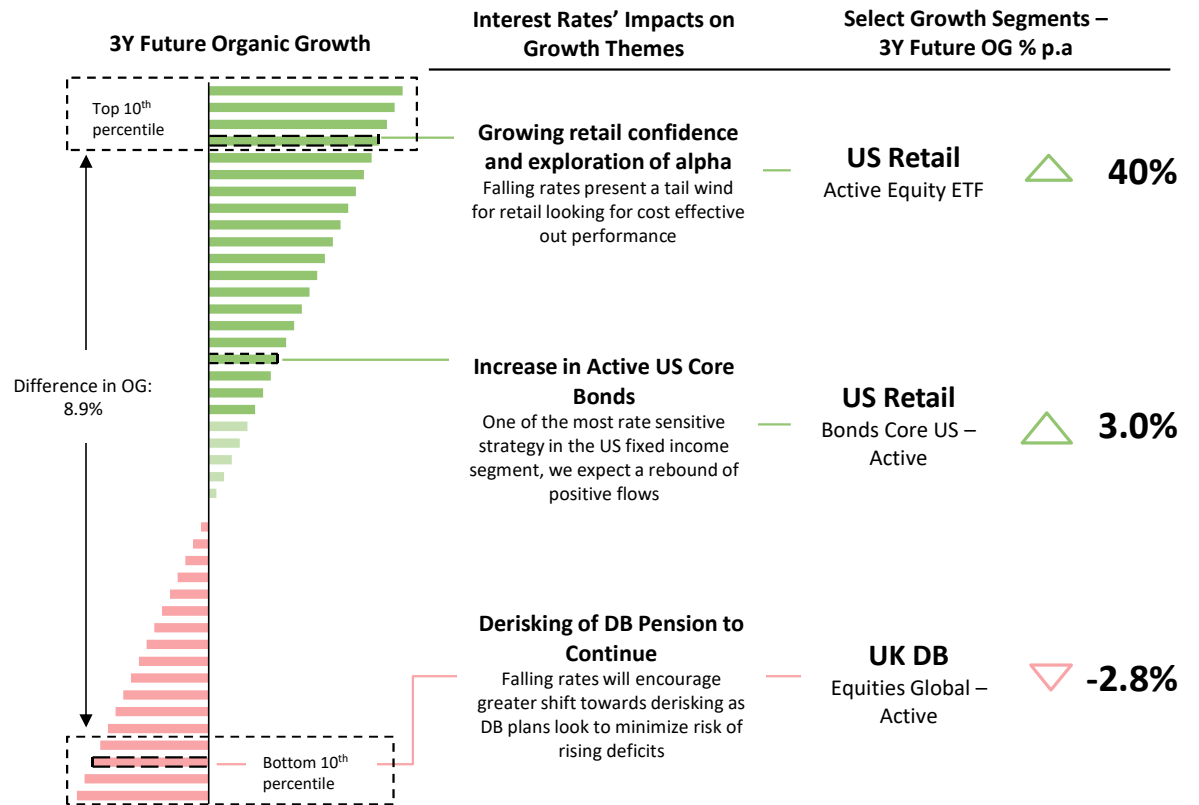 3Y Future Organic Growth
Interest Rates' Impacts on
Growth Themes
Select Growth Segments –
3Y Future OG % p.a
Top 10th
percentile
Difference in OG:
8.9%
Bottom 10th
percentile
Growing retail confidence
and exploration of alpha
Falling rates present a tail wind
for retail looking for cost effective
out performance
US Retail
Active Equity ETF
40%
Increase in Active US Core
Bonds
One of the most rate sensitive
strategy in the US fixed income
segment, we expect a rebound of
positive flows
US Retail
Bonds Core US –
Active
3.0%
Derisking of DB Pension to
Continue
Falling rates will encourage
greater shift towards derisking as
DB plans look to minimize risk of
rising deficits
UK DB
Equities Global –
Active
-2.8%